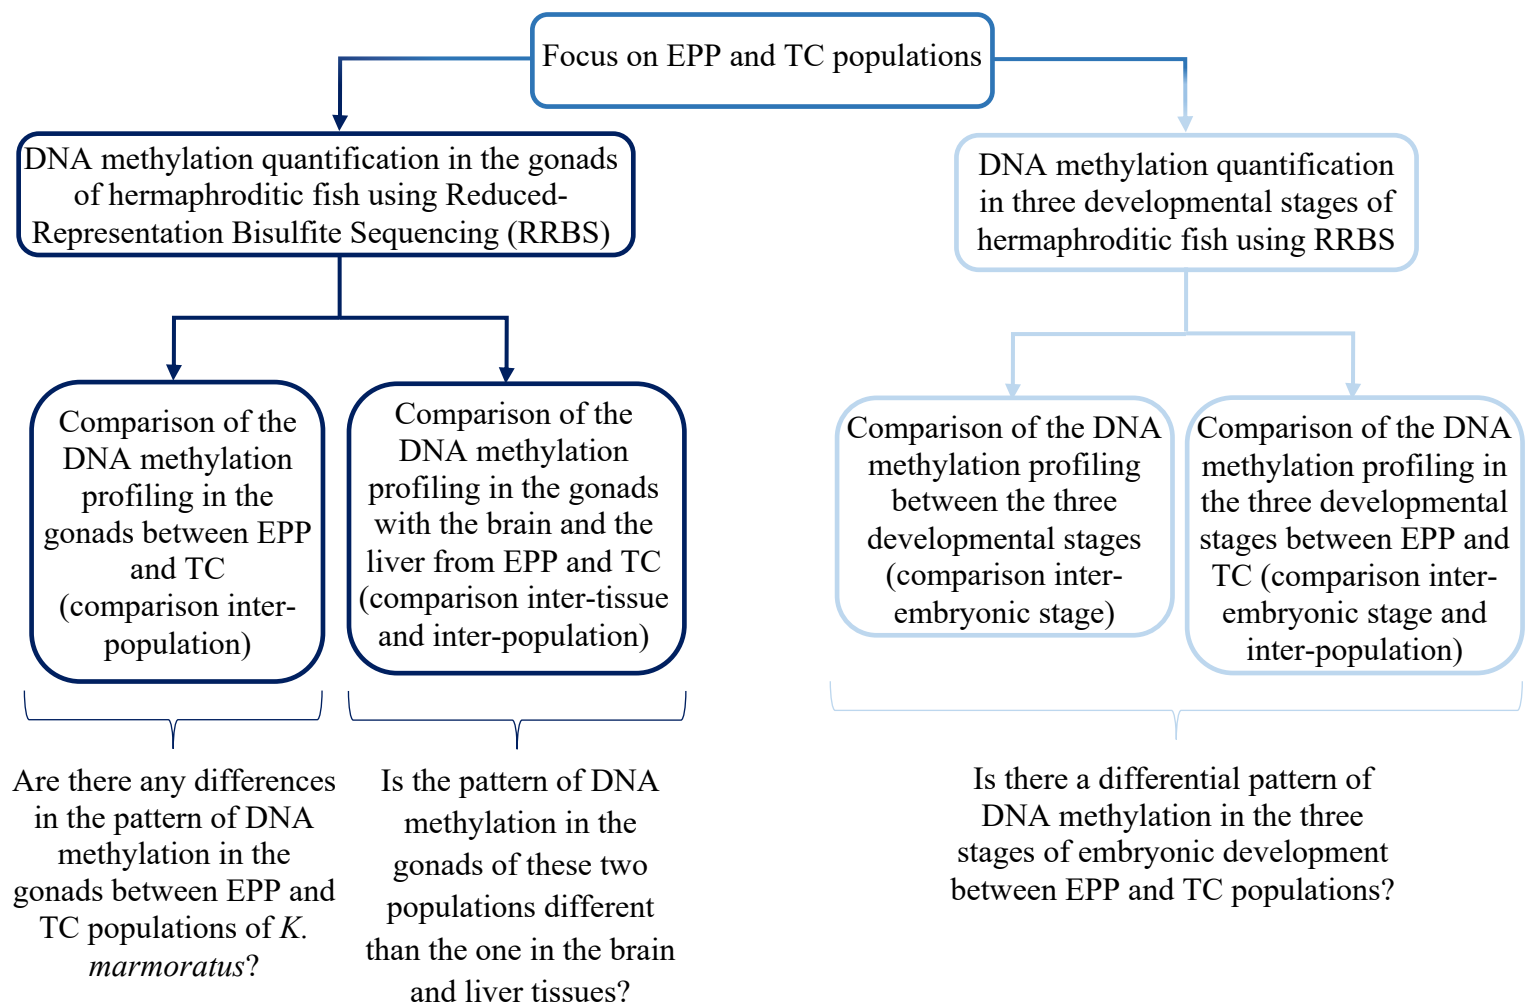 Focus on EPP and TC populations
DNA methylation quantification in the gonads
of hermaphroditic fish using Reduced-
Representation Bisulfite Sequencing (RRBS)
DNA methylation quantification
in three developmental stages of
hermaphroditic fish using RRBS
Comparison of the
DNA methylation
profiling in the
gonads between EPP
and TC
(comparison inter-
population)
Comparison of the
DNA methylation
profiling in the gonads
with the brain and the
liver from EPP and TC
(comparison inter-tissue
and inter-population)
Comparison of the DNA
methylation profiling
between the three
developmental stages
(comparison inter-
embryonic stage)
Comparison of the DNA
methylation profiling in
the three developmental
stages between EPP and
TC (comparison inter-
embryonic stage and
inter-population)
Are there any differences
in the pattern of DNA
methylation in the
gonads between EPP and
TC populations of K.
marmoratus?
Is the pattern of DNA
methylation in the
gonads of these two
populations different
than the one in the brain
and liver tissues?
Is there a differential pattern of
DNA methylation in the three
stages of embryonic development
between EPP and TC populations?